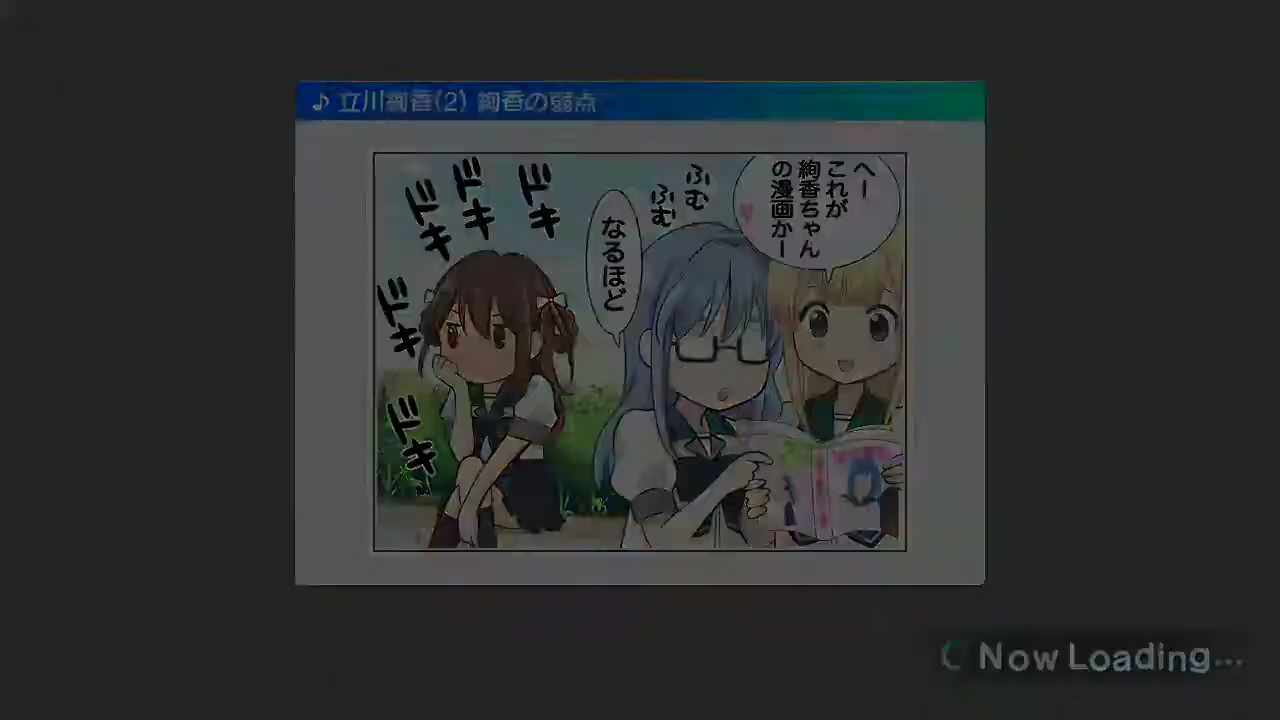 ♪ 立川絢香(2) 絢香の弱点
へー
これが
絢香ちゃん
の漫画かー
ふむ
ふむ
なるほど
ドキ
ドキ
ドキ
ドキ
ドキ
Now Loading...